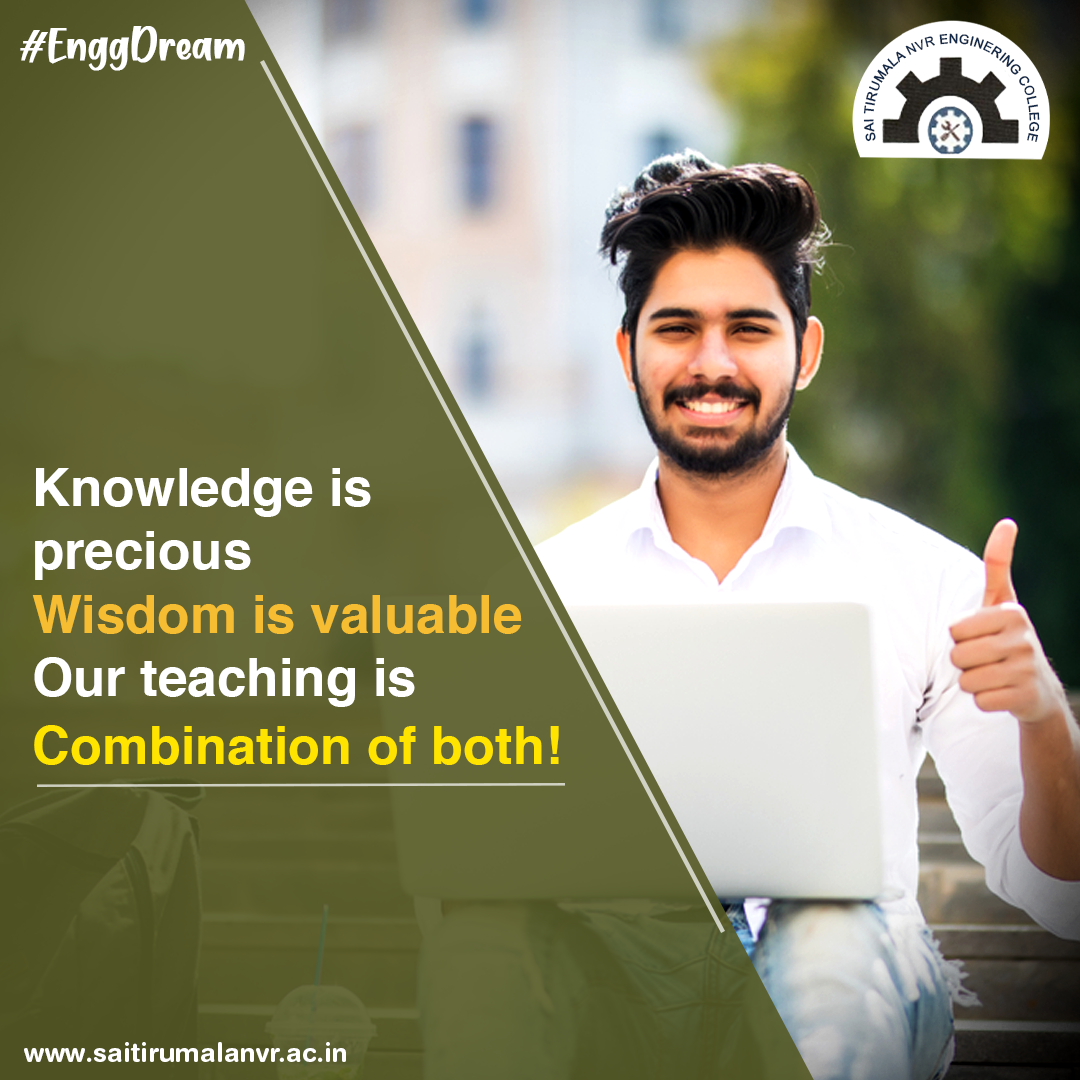 #EnggDream
SAI TIRUMALA NVR ENGINERING COLLEGE
Knowledge is
precious
Wisdom is valuable
Our teaching is
Combination of both!
www.saitirumalanvr.ac.in